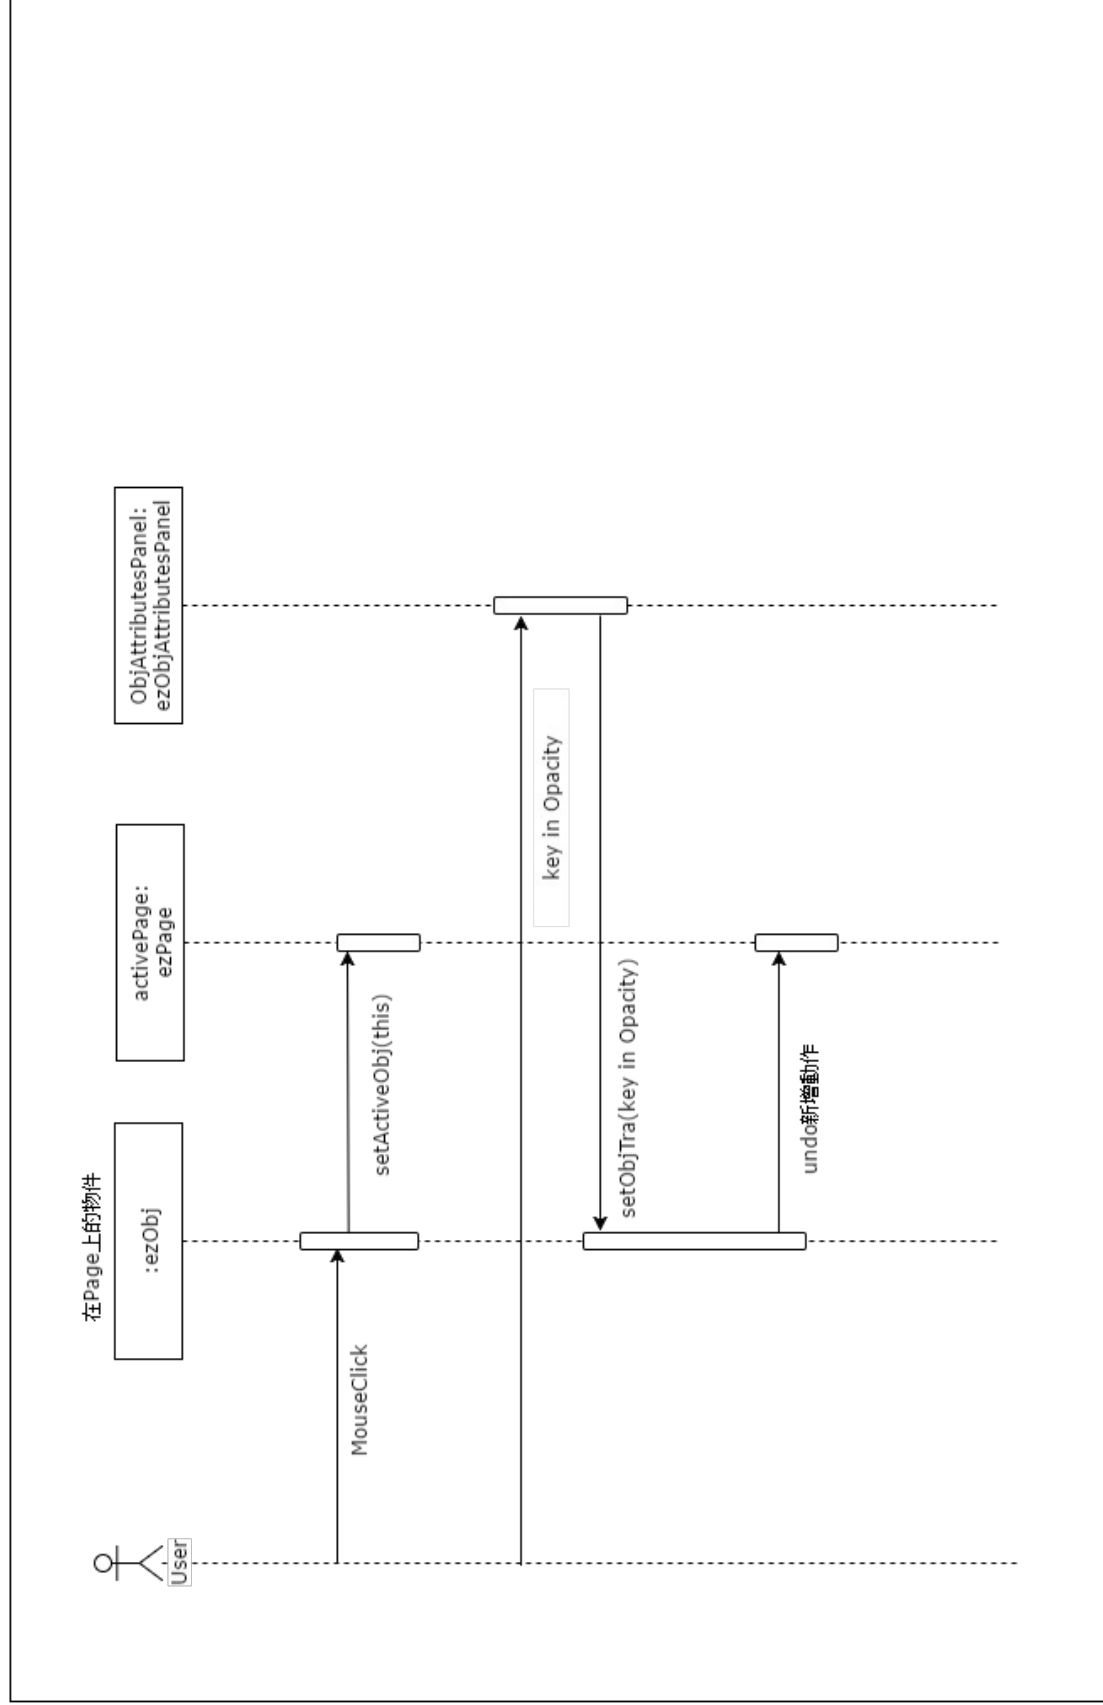 User
在Page上的物件
:ezObj
activePage:
ezPage
ObjAttributesPanel:
ezObjAttributesPanel
MouseClick
setActiveObj(this)
key in Opacity
setObjTra(key in Opacity)
undo新增動作